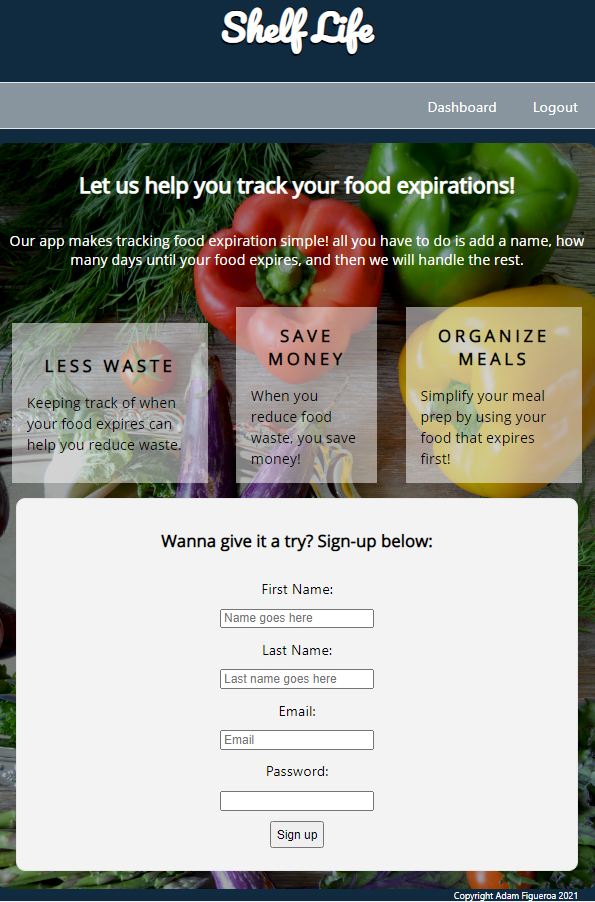 Shelf Life
Dashboard Logout
Let us help you track your food expirations!
Our app makes tracking food expiration simple! all you have to do is add a name, how
many days until your food expires, and then we will handle the rest.
LESS WASTE
Keeping track of when
your food expires can
help you reduce waste.
SAVE
MONEY
When you
reduce food
waste, you save
money!
ORGANIZE
MEALS
Simplify your meal
prep by using your
food that expires
first!
Wanna give it a try? Sign-up below:
First Name:
Name goes here
Last Name:
Last name goes here
Email:
Email
Password:
Sign up
Copyright Adam Figueroa 2021